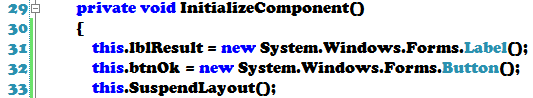 29 private void InitializeComponent()
30 {
31 this.lblResult = new System.Windows.Forms.Label();
32 this.btnOk = new System.Windows.Forms.Button();
33 this.SuspendLayout();